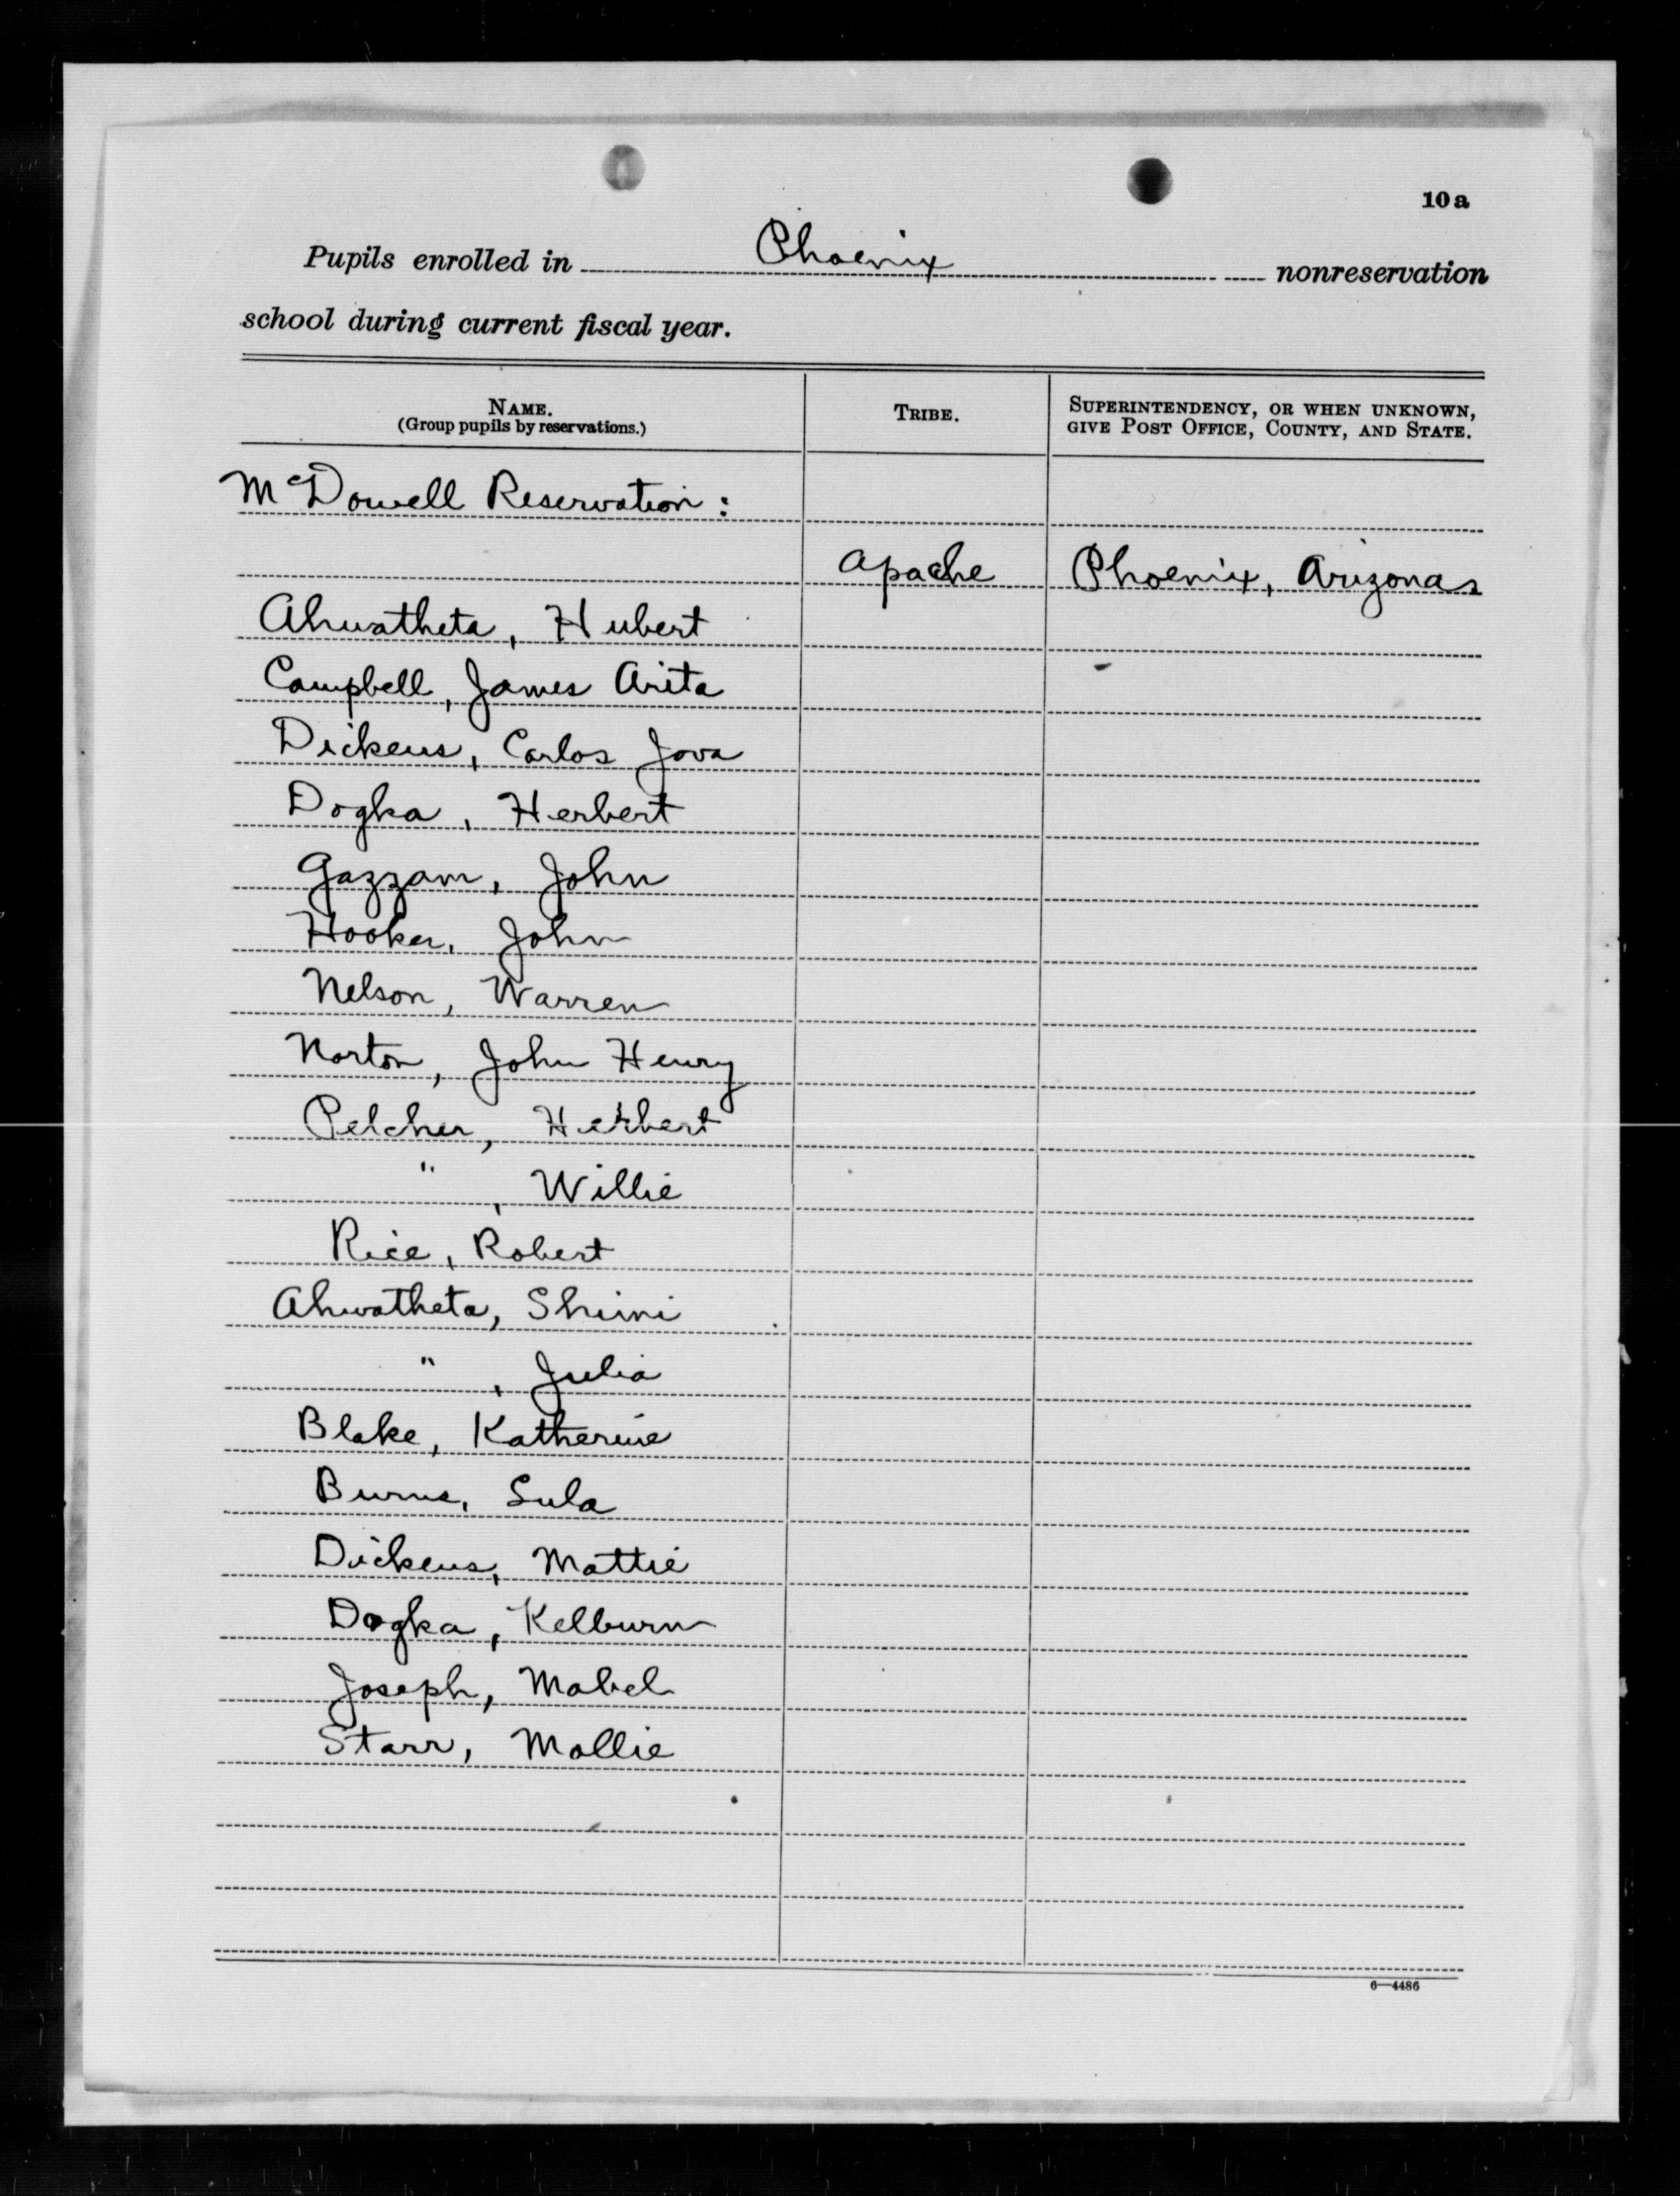 10a
Pupils enrolled in Phoenix nonreservation
school during current fiscal year.
NAME. TRIBE. SUPERINTENDENCY, OR WHEN UNKNOWN,
(Group pupils by reservations.) GIVE POST OFFICE, COUNTY, AND STATE.
McDowell Reservation:
Apache Phoenix, Arizona,
Ahwatheta, Hubert
Campbell, James Arita
Dickens, Carlos Jova
Dogka, Herbert
Gazzam, John
Hooker, John
Nelson, Warren
Norton, John Henry
Pelcher, Herbert
" , Willie
Rice, Robert
Ahwatheta, Shimi
" , Julia
Blake, Katherine
Burns, Lula
Dickens, Mattie
Dogka, Kelburn
Joseph, Mabel
Starr, Mollie
6—4486